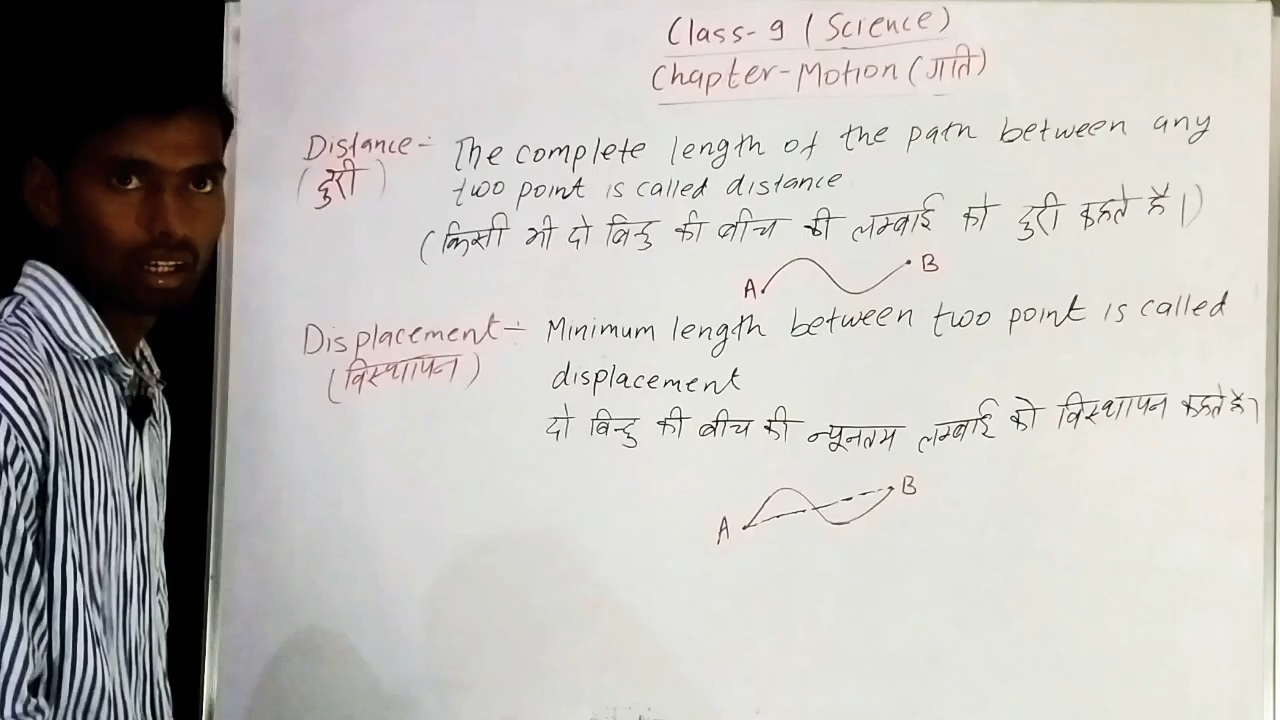 Class-9 (Science)
Chapter-Motion (गति)
Distance:- The complete length of the path between any
(दुरी) two point is called distance
(किसी भी दो विन्दु की बीच की लम्बाई को दुरी कहते हैं।)
A B
Displacement:- Minimum length between two point is called
(विस्थापन) displacement
दो विन्दु की बीच की न्यूनतम लम्बाई को विस्थापन कहते है।
A B